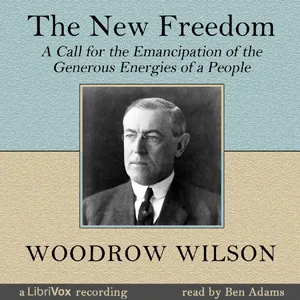 The New Freedom
A Call for the Emancipation of the
Generous Energies of a People
WOODROW WILSON
a LibriVox recording
read by Ben Adams